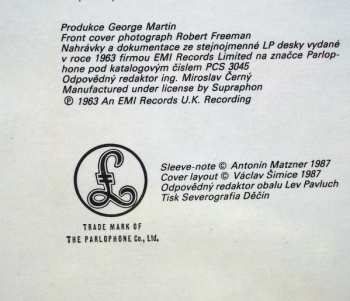 Produkce George Martin
Front cover photograph Robert Freeman
Nahrávky a dokumentace ze stejnojmenné LP desky vydané
v roce 1963 firmou EMI Records Limited na značce Parlop-
hone pod katalogovým číslem PCS 3045
Odpovědný redaktor ing. Miroslav Černý
Manufactured under license by Supraphon
℗ 1963 An EMI Records U.K. Recording
£
TRADE MARK OF
THE PARLOPHONE Co., Ltd.
Sleeve-note © Antonín Matzner 1987
Cover layout © Václav Šimice 1987
Odpovědný redaktor obalu Lev Pavluch
Tisk Severografia Děčín